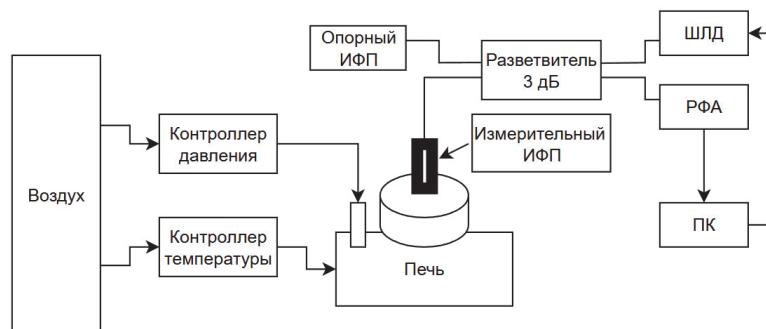 Опорный
ИФП
Разветвитель
3 дБ
ШЛД
РФА
Воздух
Контроллер
давления
Измерительный
ИФП
Контроллер
температуры
Печь
ПК